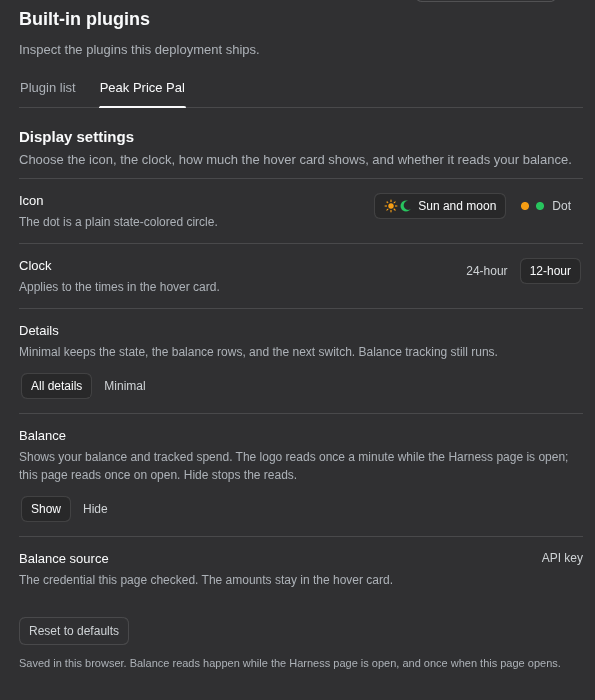 Built-in plugins
Inspect the plugins this deployment ships.
Plugin list
Peak Price Pal
Display settings
Choose the icon, the clock, how much the hover card shows, and whether it reads your balance.
Icon
The dot is a plain state-colored circle.
Sun and moon
Dot
Clock
Applies to the times in the hover card.
24-hour
12-hour
Details
Minimal keeps the state, the balance rows, and the next switch. Balance tracking still runs.
All details
Minimal
Balance
Shows your balance and tracked spend. The logo reads once a minute while the Harness page is open;
this page reads once on open. Hide stops the reads.
Show
Hide
Balance source
API key
The credential this page checked. The amounts stay in the hover card.
Reset to defaults
Saved in this browser. Balance reads happen while the Harness page is open, and once when this page opens.